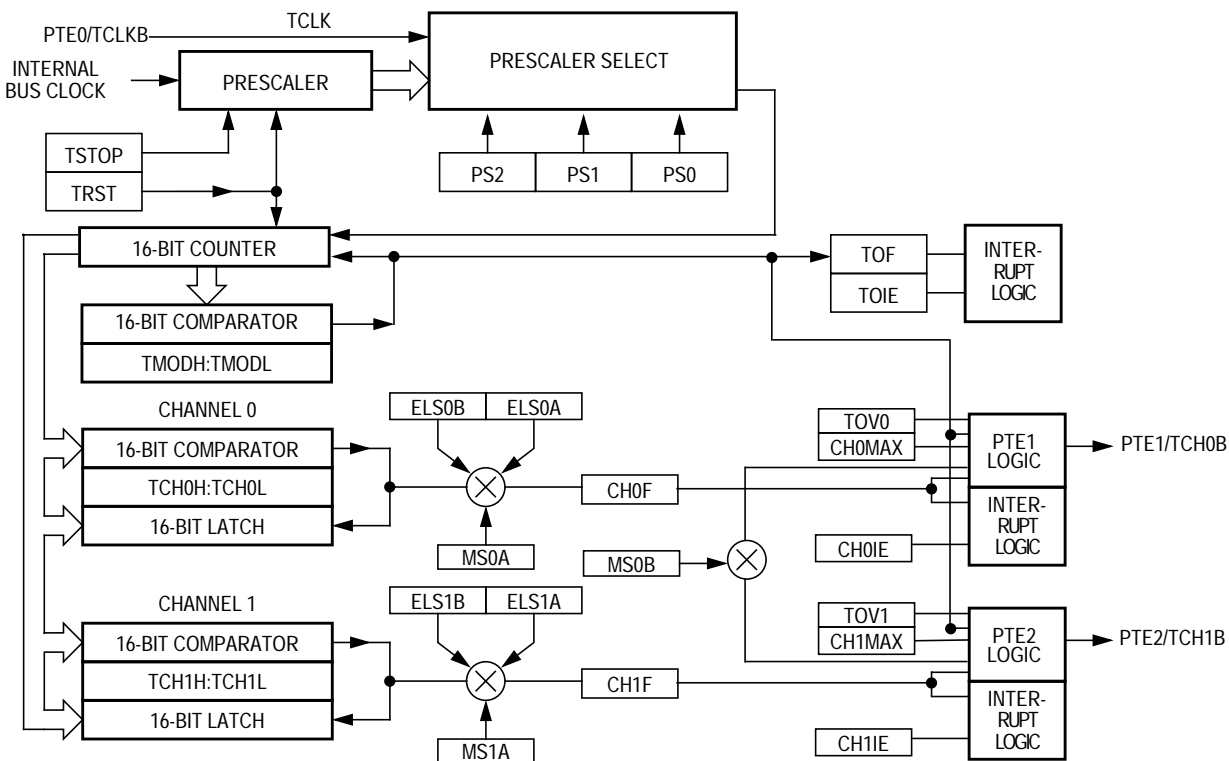 PTE0/TCLKB
TCLK
PRESCALER SELECT
INTERNAL
BUS CLOCK
PRESCALER
TSTOP
TRST
PS2
PS1
PS0
16-BIT COUNTER
TOF
TOIE
INTER-
RUPT
LOGIC
16-BIT COMPARATOR
TMODH:TMODL
CHANNEL 0
ELS0B
ELS0A
16-BIT COMPARATOR
TCH0H:TCH0L
16-BIT LATCH
MS0A
CH0F
TOV0
CH0MAX
PTE1
LOGIC
PTE1/TCH0B
INTER-
RUPT
LOGIC
CH0IE
MS0B
CHANNEL 1
ELS1B
ELS1A
16-BIT COMPARATOR
TCH1H:TCH1L
16-BIT LATCH
MS1A
CH1F
TOV1
CH1MAX
PTE2
LOGIC
PTE2/TCH1B
INTER-
RUPT
LOGIC
CH1IE